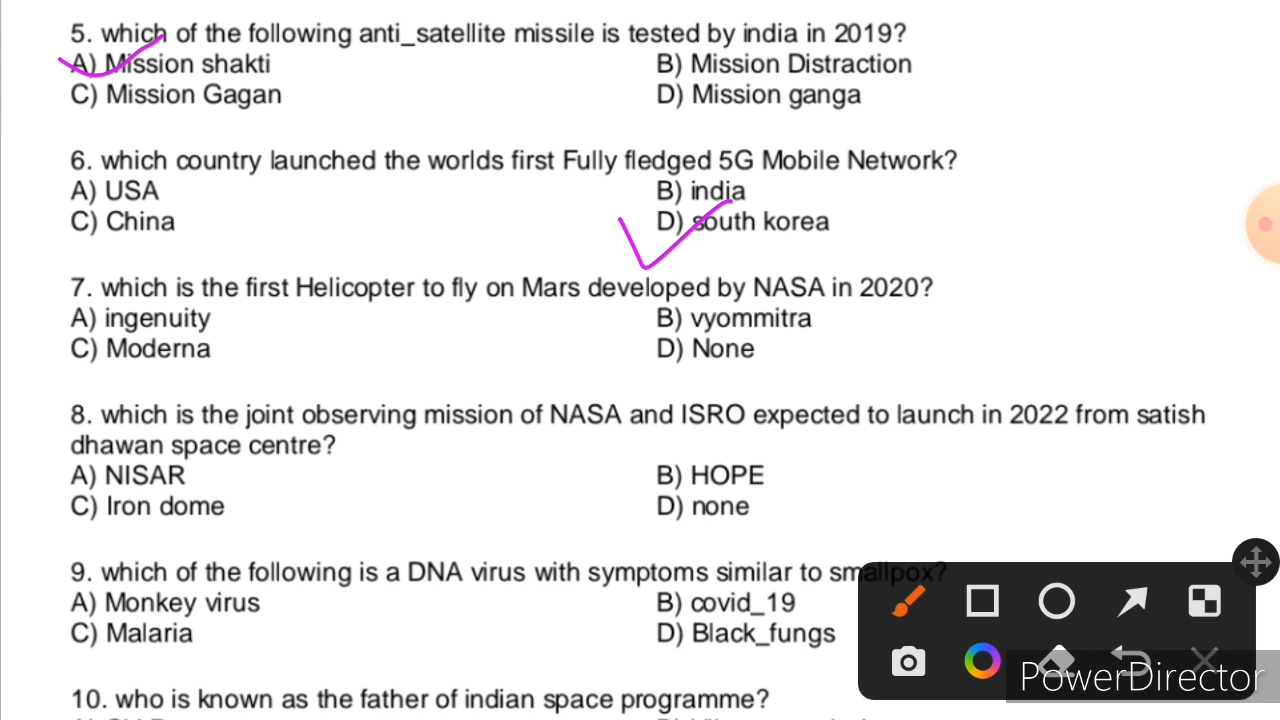 5. which of the following anti_satellite missile is tested by india in 2019?
A) Mission shakti B) Mission Distraction
C) Mission Gagan D) Mission ganga
6. which country launched the worlds first Fully fledged 5G Mobile Network?
A) USA B) india
C) China D) south korea
7. which is the first Helicopter to fly on Mars developed by NASA in 2020?
A) ingenuity B) vyommitra
C) Moderna D) None
8. which is the joint observing mission of NASA and ISRO expected to launch in 2022 from satish
dhawan space centre?
A) NISAR B) HOPE
C) Iron dome D) none
9. which of the following is a DNA virus with symptoms similar to smallpox?
A) Monkey virus B) covid_19
C) Malaria D) Black_fungs
PowerDirector
10. who is known as the father of indian space programme?